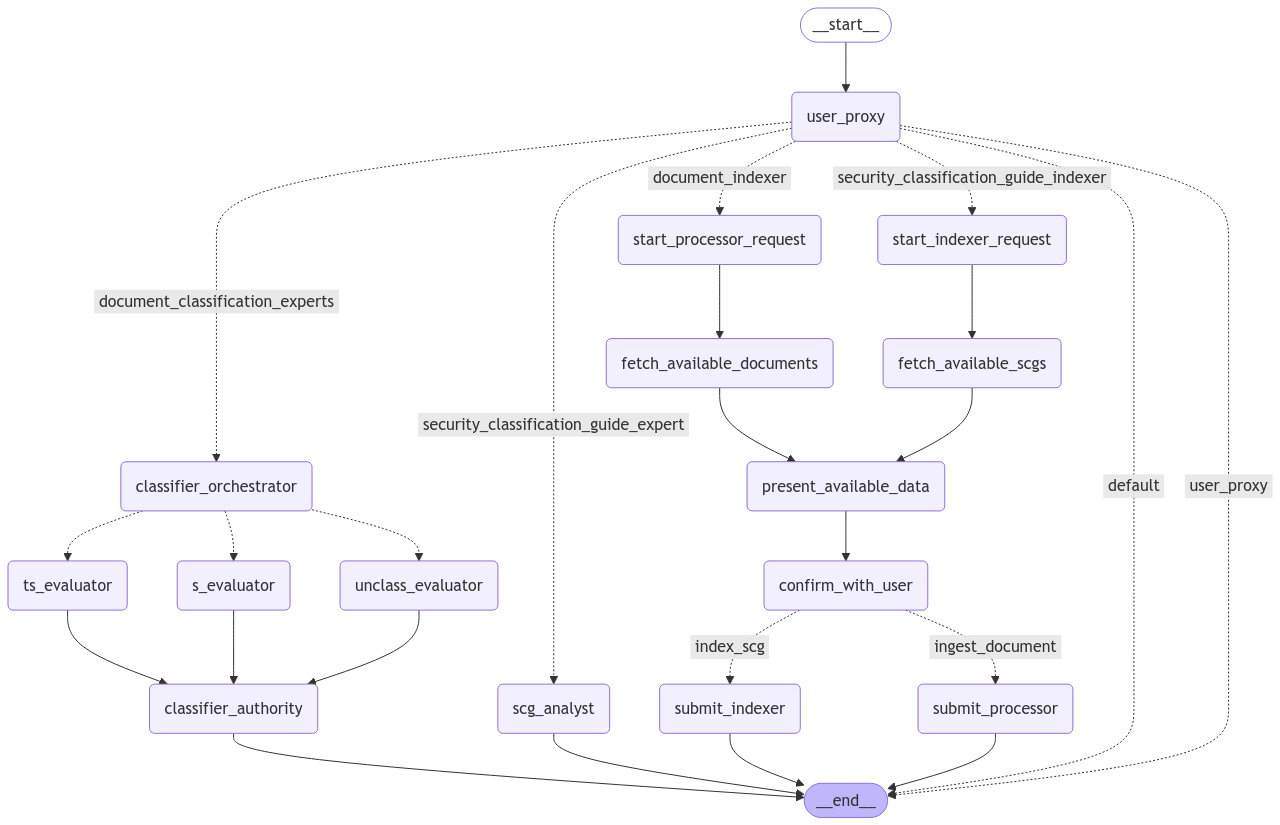 __start__
user_proxy
document_indexer
security_classification_guide_indexer
start_processor_request
start_indexer_request
document_classification_experts
fetch_available_documents
fetch_available_scgs
security_classification_guide_expert
classifier_orchestrator
present_available_data
default
user_proxy
ts_evaluator
s_evaluator
unclass_evaluator
confirm_with_user
index_scg
ingest_document
classifier_authority
scg_analyst
submit_indexer
submit_processor
__end__